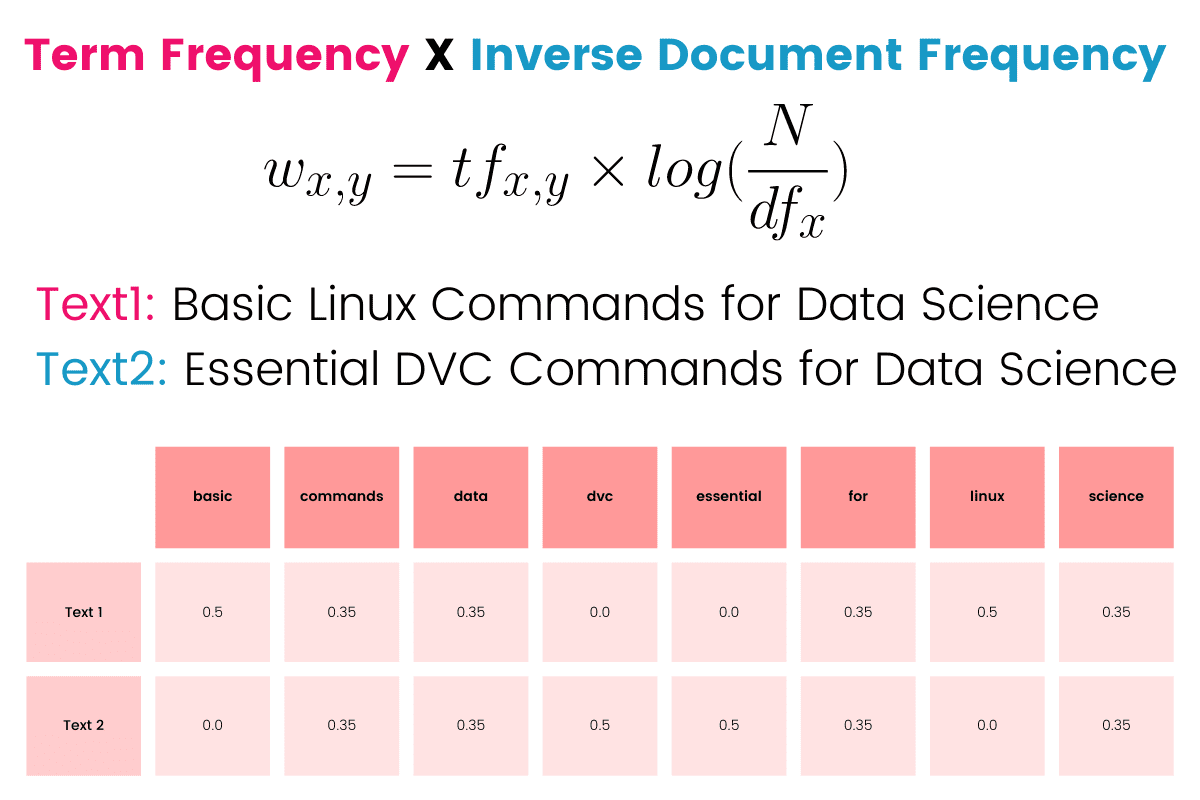 Term Frequency X Inverse Document Frequency
w_{x,y} = tf_{x,y} × log(N/df_x)
Text1: Basic Linux Commands for Data Science
Text2: Essential DVC Commands for Data Science
basic commands data dvc essential for linux science
Text 1 0.5 0.35 0.35 0.0 0.0 0.35 0.5 0.35
Text 2 0.0 0.35 0.35 0.5 0.5 0.35 0.0 0.35